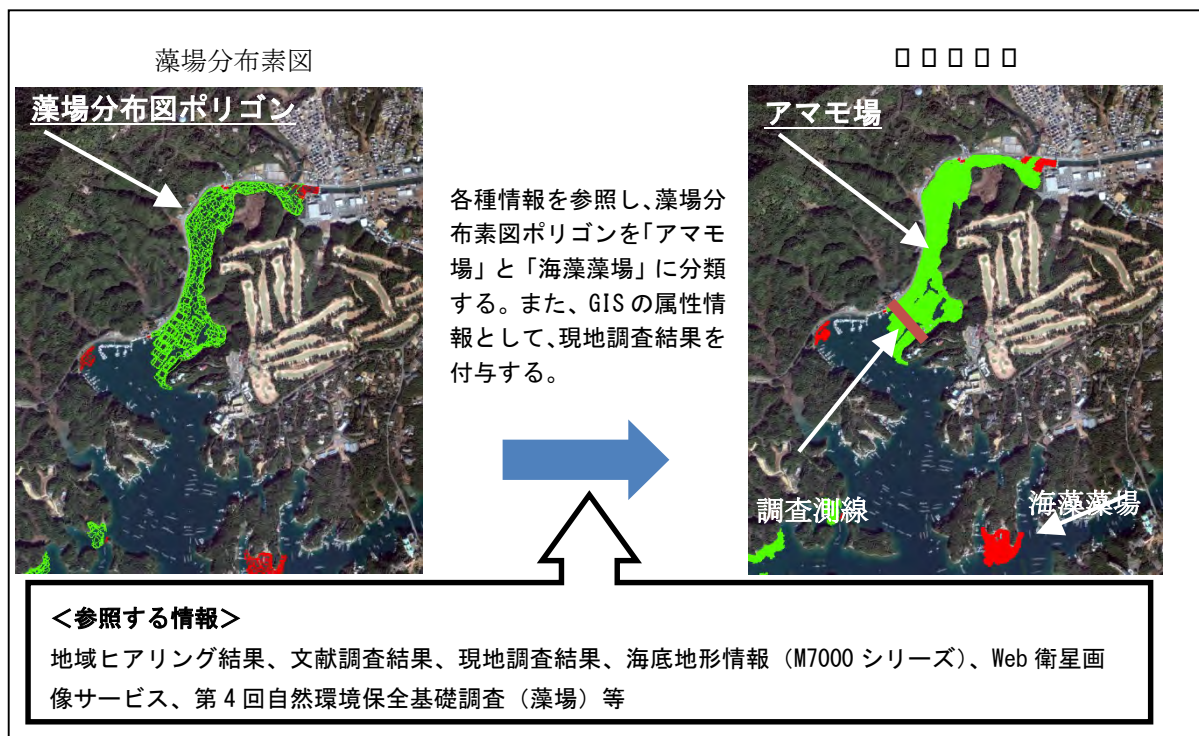 藻場分布素図
藻場分布図ポリゴン
アマモ場
各種情報を参照し、藻場分
布素図ポリゴンを「アマモ
場」と「海藻藻場」に分類
する。また、GISの属性情
報として、現地調査結果を
付与する。
調査測線
海藻藻場
＜参照する情報＞
地域ヒアリング結果、文献調査結果、現地調査結果、海底地形情報（M7000 シリーズ）、Web 衛星画
像サービス、第4回自然環境保全基礎調査（藻場）等